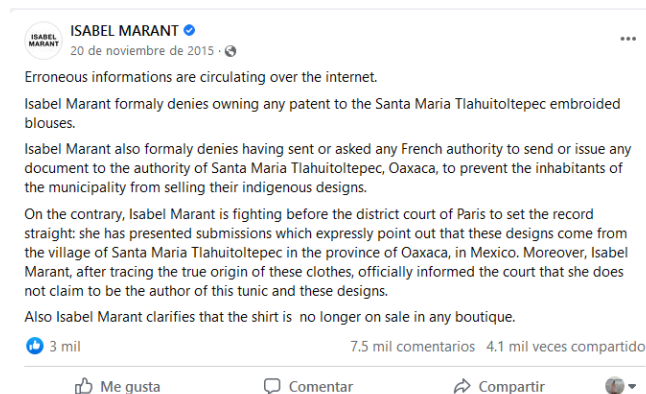 ISABEL MARANT
ISABEL
MARANT
20 de noviembre de 2015 ·
Erroneous informations are circulating over the internet.
Isabel Marant formaly denies owning any patent to the Santa Maria Tlahuitoltepec embroided
blouses.
Isabel Marant also formaly denies having sent or asked any French authority to send or issue any
document to the authority of Santa Maria Tlahuitoltepec, Oaxaca, to prevent the inhabitants of
the municipality from selling their indigenous designs.
On the contrary, Isabel Marant is fighting before the district court of Paris to set the record
straight: she has presented submissions which expressly point out that these designs come from
the village of Santa Maria Tlahuitoltepec in the province of Oaxaca, in Mexico. Moreover, Isabel
Marant, after tracing the true origin of these clothes, officially informed the court that she does
not claim to be the author of this tunic and these designs.
Also Isabel Marant clarifies that the shirt is  no longer on sale in any boutique.
3 mil 7.5 mil comentarios 4.1 mil veces compartido
Me gusta Comentar Compartir